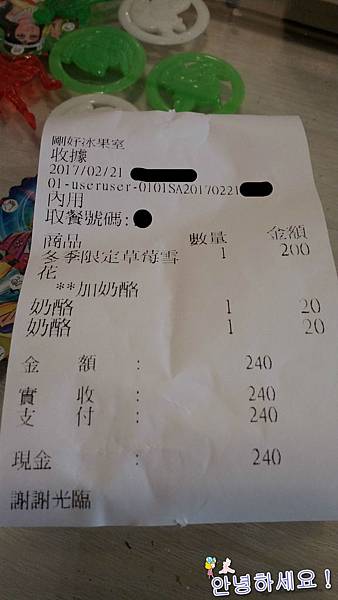 剛好冰果室
收據
2017/02/21
01-useruser-0101SA20170221
內用
取餐號碼:
商品 數量 金額
冬季限定草莓雪 1 200
花
**加奶酪
奶酪 1 20
奶酪 1 20
金額: 240
實收: 240
支付: 240
現金: 240
謝謝光臨
안녕하세요!